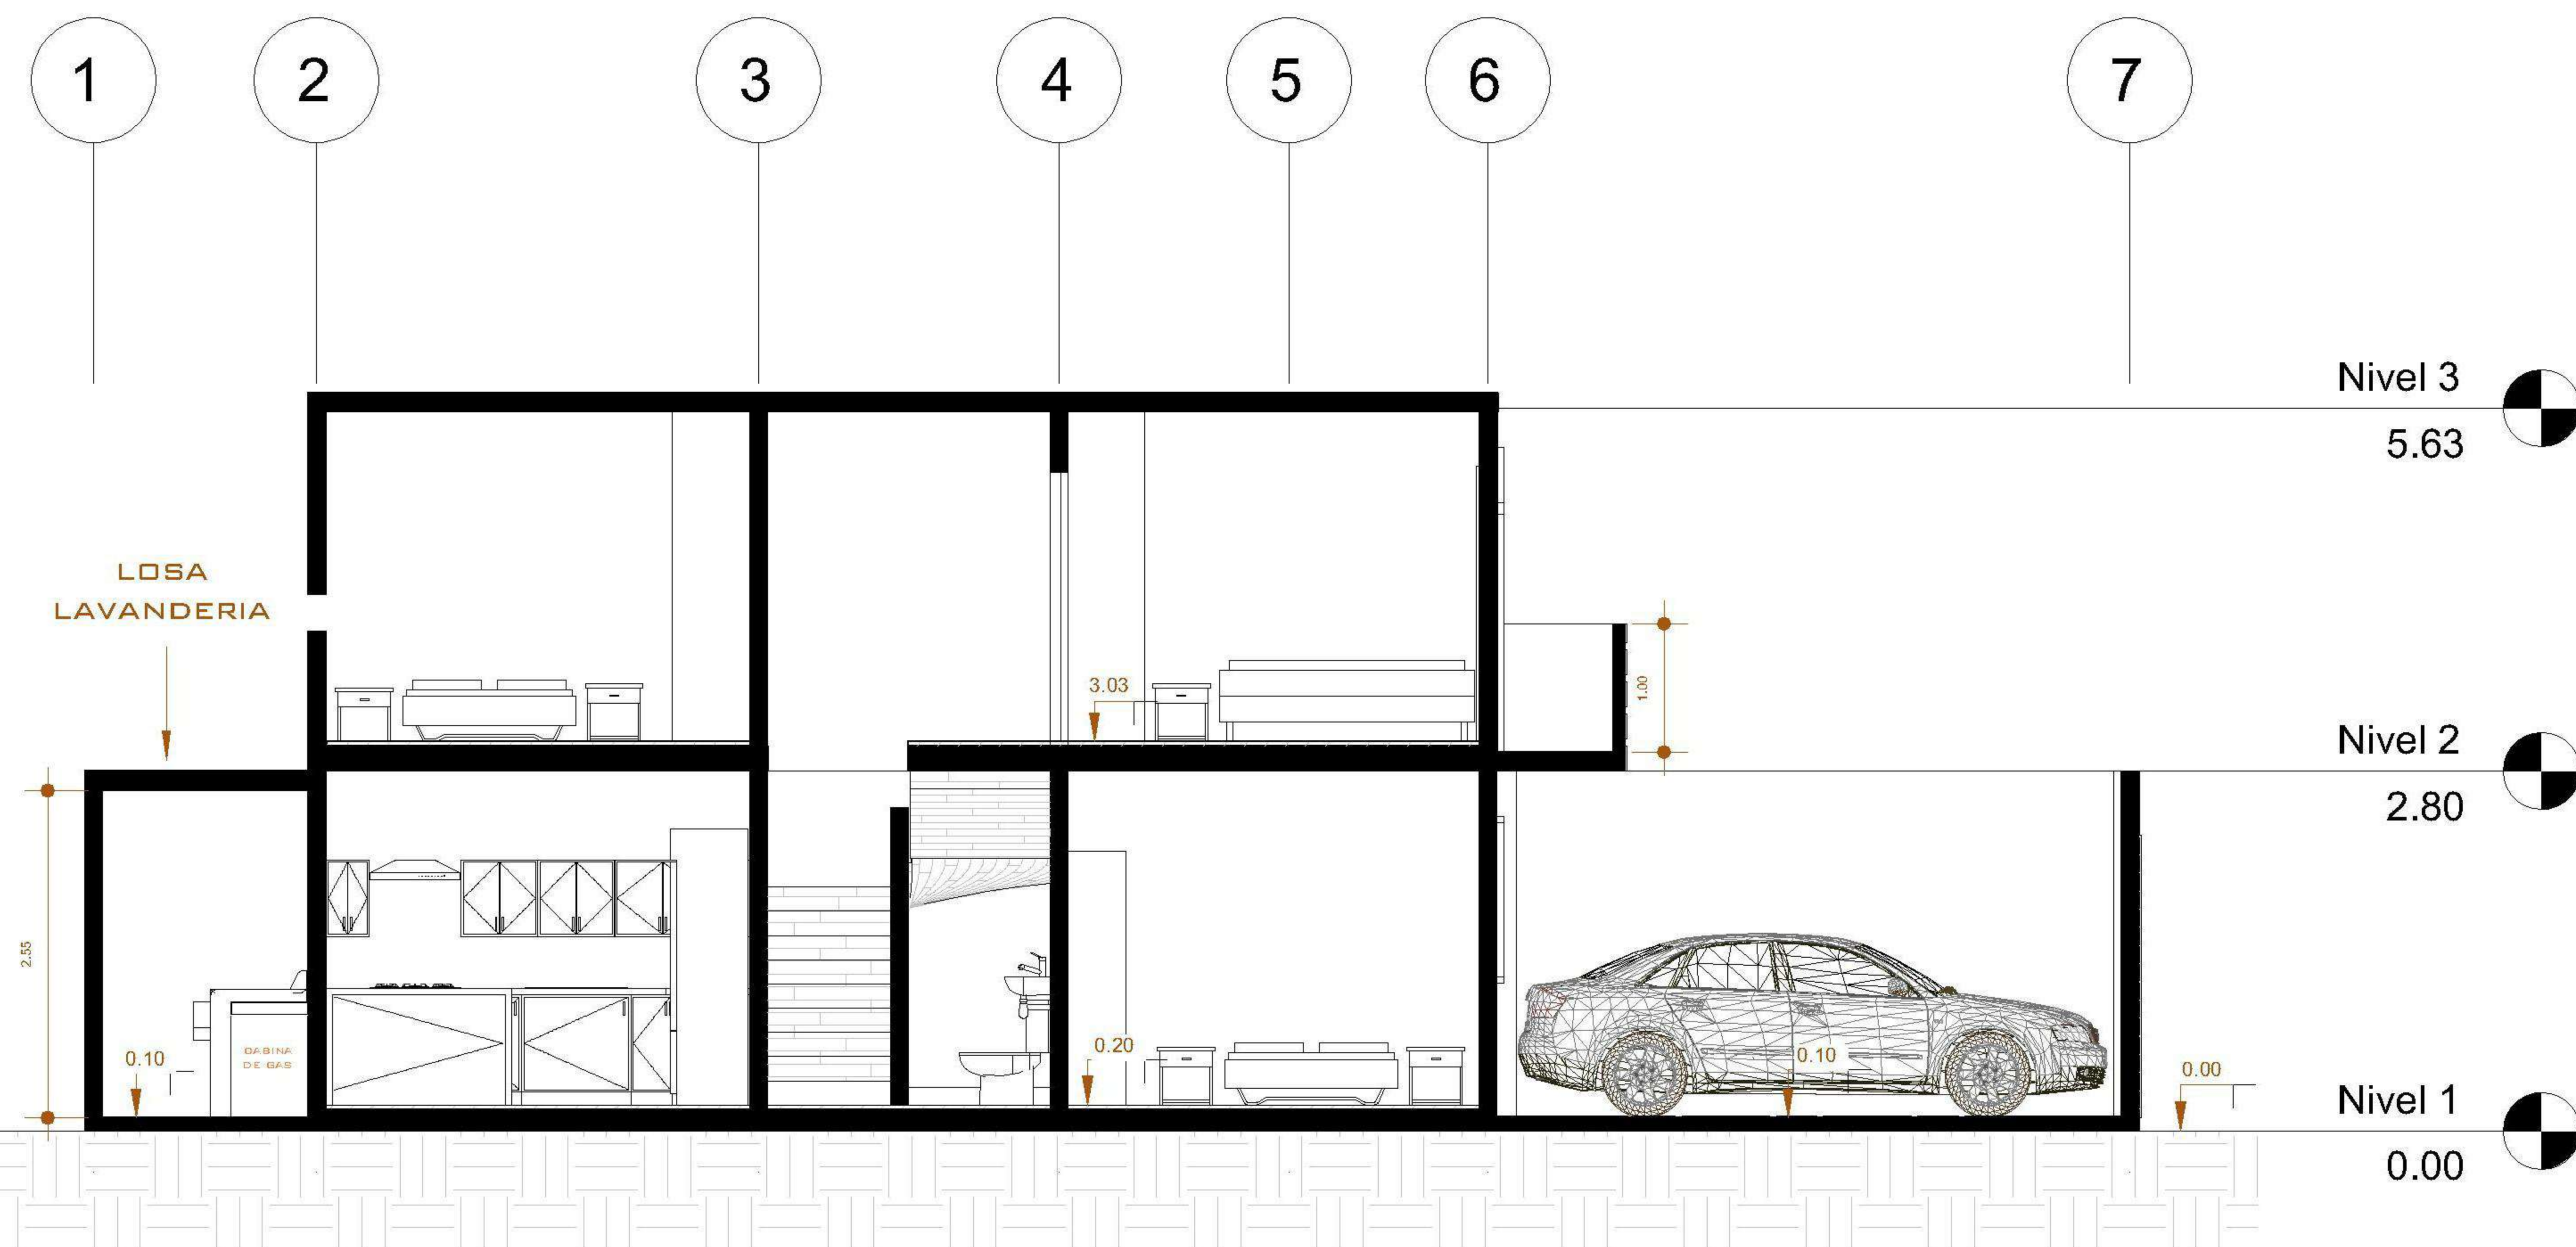 1 2 3 4 5 6 7
Nivel 3
5.63
LOSA
LAVANDERIA
3.03
1.00
Nivel 2
2.80
2.55
0.10
CABINA
DE GAS
0.20
0.10
0.00
Nivel 1
0.00